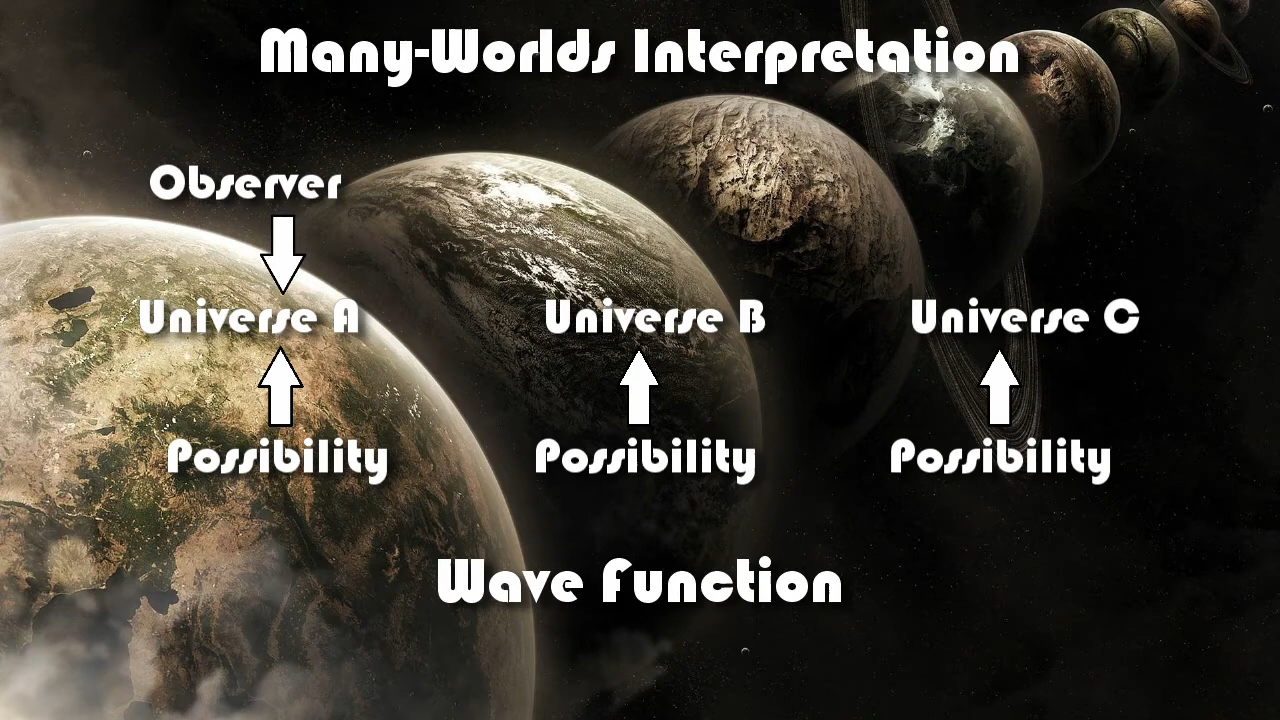 Many-Worlds Interpretation
Observer
Universe A Universe B Universe C
Possibility Possibility Possibility
Wave Function